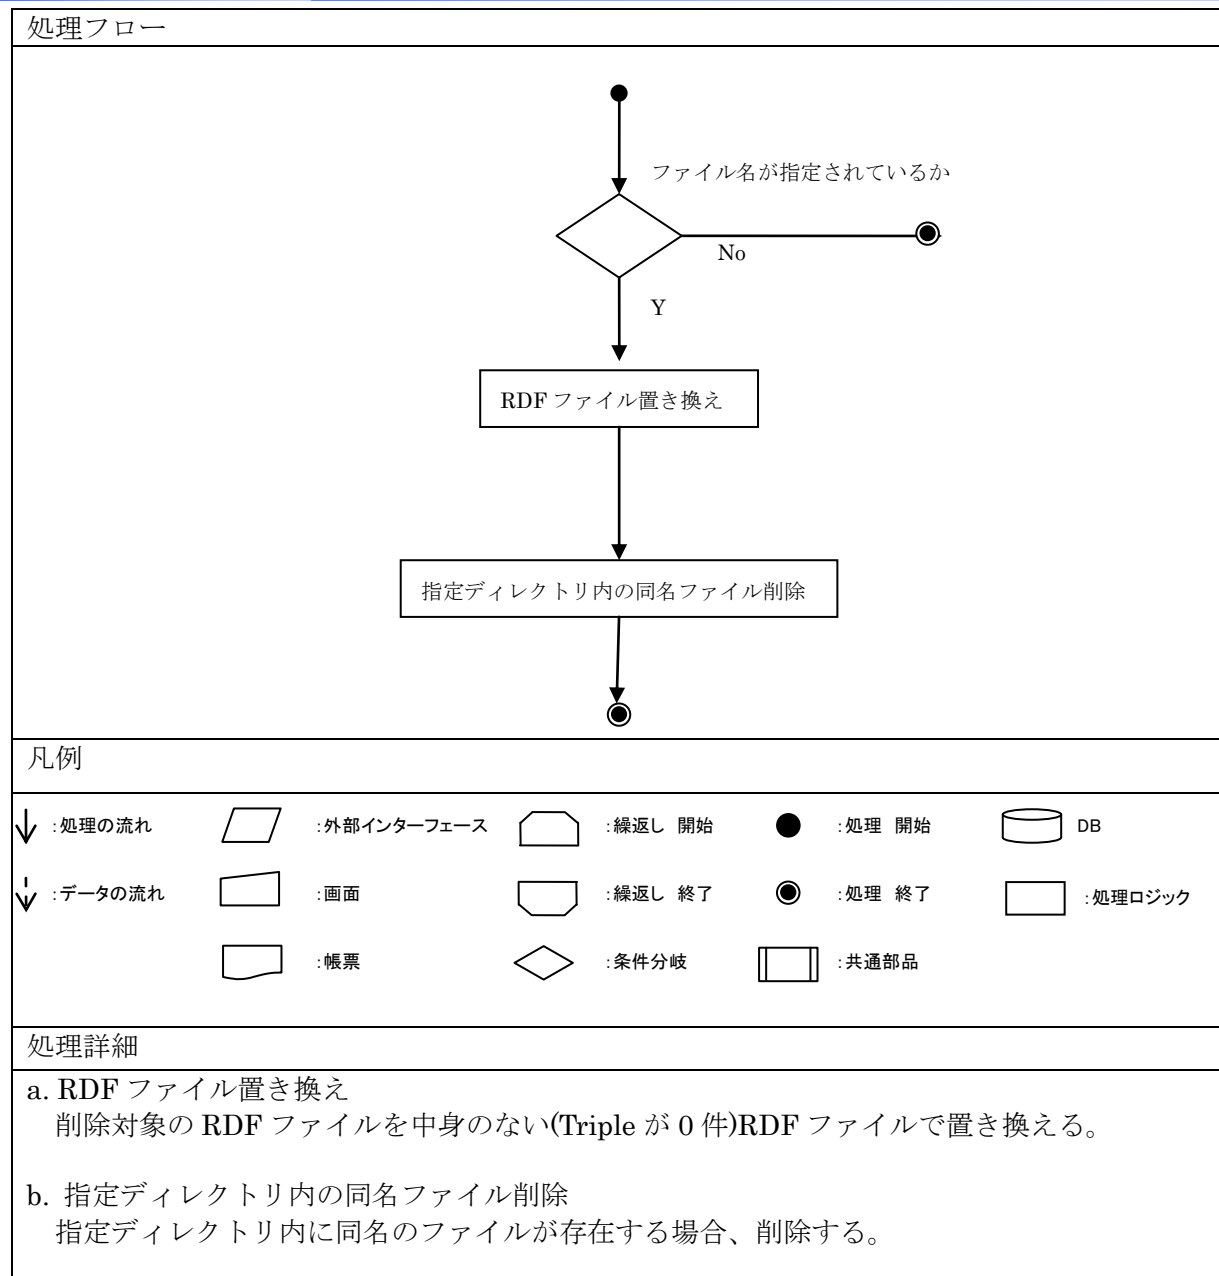 処理フロー
ファイル名が指定されているか
No
Y
RDF ファイル置き換え
指定ディレクトリ内の同名ファイル削除
凡例
:処理の流れ
:外部インターフェース
:繰返し 開始
:処理 開始
DB
:データの流れ
:画面
:繰返し 終了
:処理 終了
:処理ロジック
:帳票
:条件分岐
:共通部品
処理詳細
a. RDF ファイル置き換え
削除対象の RDF ファイルを中身のない(Triple が 0 件)RDF ファイルで置き換える。
b. 指定ディレクトリ内の同名ファイル削除
指定ディレクトリ内に同名のファイルが存在する場合、削除する。